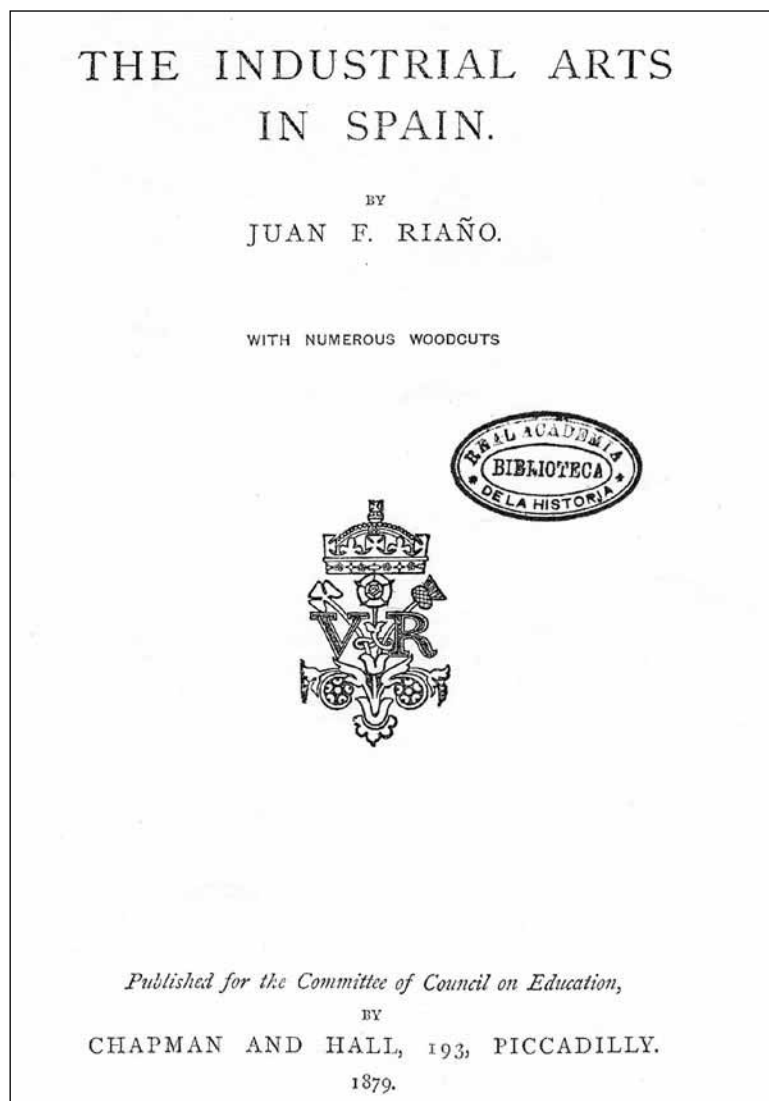 THE INDUSTRIAL ARTS
IN SPAIN.
BY
JUAN F. RIAÑO.
WITH NUMEROUS WOODCUTS
REAL ACADEMIA
BIBLIOTECA
DE LA HISTORIA
V R
Published for the Committee of Council on Education,
BY
CHAPMAN AND HALL, 193, PICCADILLY.
1879.